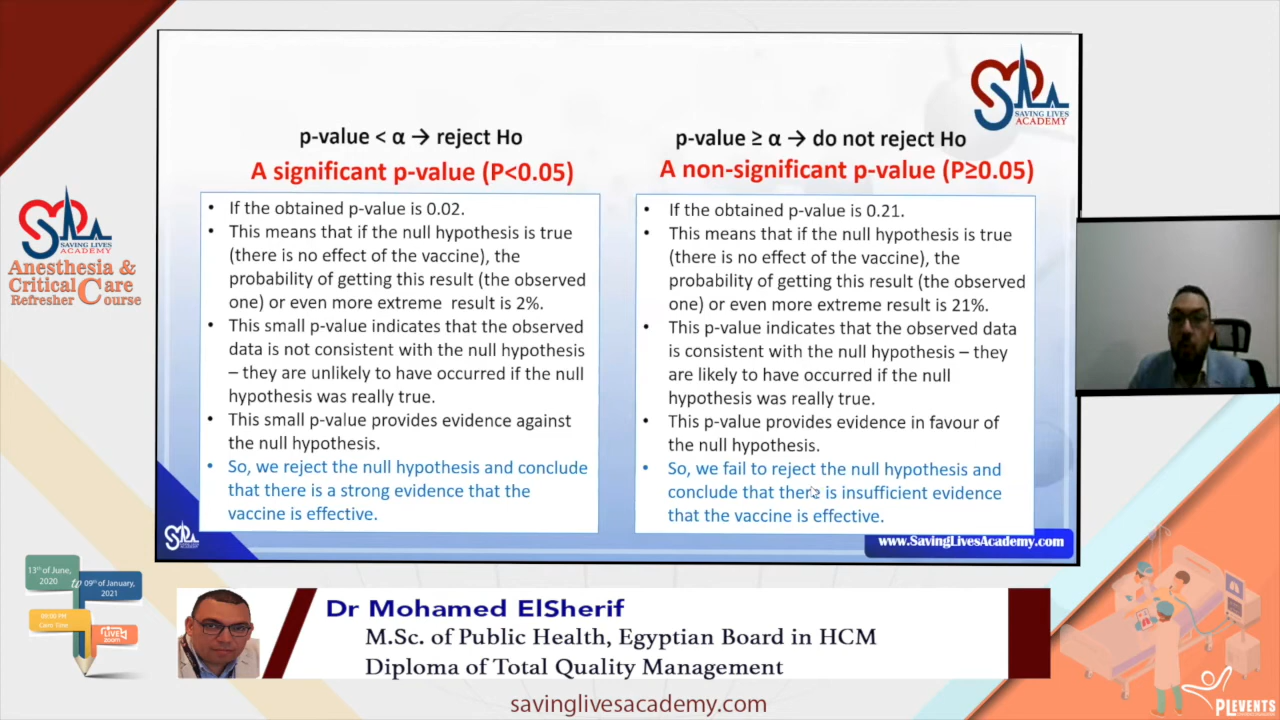 SAVING LIVES
ACADEMY
p-value < α → reject Ho
A significant p-value (P<0.05)
• If the obtained p-value is 0.02.
• This means that if the null hypothesis is true
(there is no effect of the vaccine), the
probability of getting this result (the observed
one) or even more extreme result is 2%.
• This small p-value indicates that the observed
data is not consistent with the null hypothesis
– they are unlikely to have occurred if the null
hypothesis was really true.
• This small p-value provides evidence against
the null hypothesis.
• So, we reject the null hypothesis and conclude
that there is a strong evidence that the
vaccine is effective.
p-value ≥ α → do not reject Ho
A non-significant p-value (P≥0.05)
• If the obtained p-value is 0.21.
• This means that if the null hypothesis is true
(there is no effect of the vaccine), the
probability of getting this result (the observed
one) or even more extreme result is 21%.
• This p-value indicates that the observed data
is consistent with the null hypothesis – they
are likely to have occurred if the null
hypothesis was really true.
• This p-value provides evidence in favour of
the null hypothesis.
• So, we fail to reject the null hypothesis and
conclude that there is insufficient evidence
that the vaccine is effective.
www.SavingLivesAcademy.com
SAVING LIVES
ACADEMY
Anesthesia &
Critical Care
Refresher Course
13th of June,
2020
to
09th of January,
2021
Cairo Time
LIVE
zoom
Dr Mohamed ElSherif
M.Sc. of Public Health, Egyptian Board in HCM
Diploma of Total Quality Management
savinglivesacademy.com
PLEVENTS